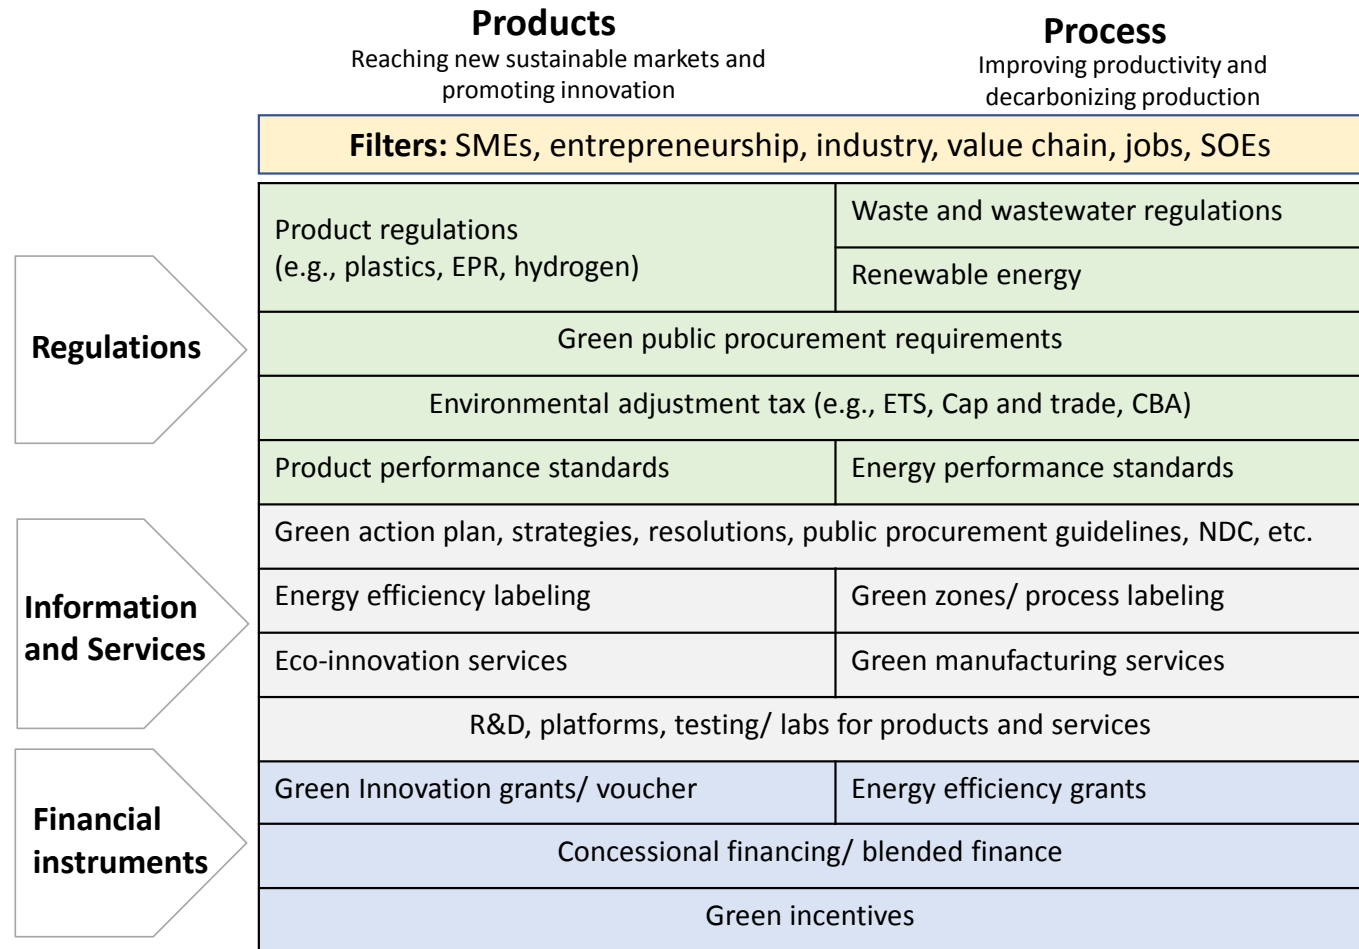 Products
Reaching new sustainable markets and
promoting innovation
Process
Improving productivity and
decarbonizing production
Filters: SMEs, entrepreneurship, industry, value chain, jobs, SOEs
Regulations
Product regulations
(e.g., plastics, EPR, hydrogen)
Waste and wastewater regulations
Renewable energy
Green public procurement requirements
Environmental adjustment tax (e.g., ETS, Cap and trade, CBA)
Product performance standards
Energy performance standards
Information
and Services
Green action plan, strategies, resolutions, public procurement guidelines, NDC, etc.
Energy efficiency labeling
Green zones/ process labeling
Eco-innovation services
Green manufacturing services
R&D, platforms, testing/ labs for products and services
Financial
instruments
Green Innovation grants/ voucher
Energy efficiency grants
Concessional financing/ blended finance
Green incentives